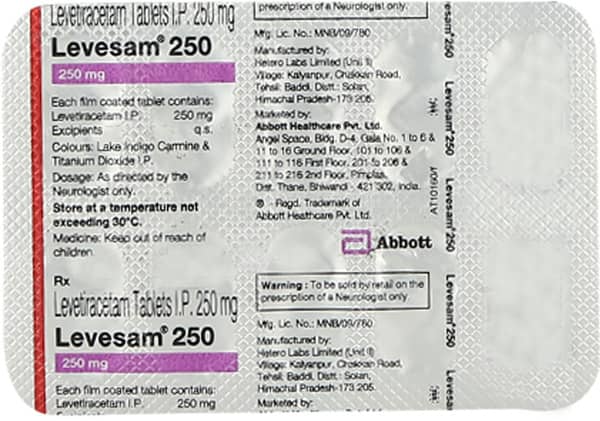 Levetiracetam Tablets I.P. 250 mg
Levesam® 250
250 mg
Each film coated tablet contains:
Levetiracetam I.P. 250 mg
Excipients q.s.
Colours: Lake Indigo Carmine &
Titanium Dioxide I.P.
Dosage: As directed by the
Neurologist only.
Store at a temperature not
exceeding 30°C.
Medicine: Keep out of reach of
children.
Rx
Levetiracetam Tablets I.P. 250 mg
Levesam® 250
250 mg
Each film coated tablet contains:
Levetiracetam I.P. 250 mg
prescription of a Neurologist only.
Mfg. Lic. No.: MNB/09/780
Manufactured by:
Hetero Labs Limited (Unit II)
Village: Kalyanpur, Chakkan Road,
Tehsil: Baddi, Distt.: Solan,
Himachal Pradesh-173 205.
Marketed by:
Abbott Healthcare Pvt. Ltd.
Angel Space, Bldg. D-4, Gala No. 1 to 6 &
11 to 16 Ground Floor, 101 to 106 &
111 to 116 First Floor, 201 to 206 &
211 to 216 2nd Floor, Pimplas,
Dist. Thane, Bhiwandi - 421 302, India.
® - Regd. Trademark of
Abbott Healthcare Pvt. Ltd.
Abbott
Warning : To be sold by retail on the
prescription of a Neurologist only.
Mfg. Lic. No.: MNB/09/780
Manufactured by:
Hetero Labs Limited (Unit II)
Village: Kalyanpur, Chakkan Road,
Tehsil: Baddi, Distt.: Solan,
Himachal Pradesh-173 205.
Marketed by:
Levesam® 250
Levesam® 250
Levesam® 250
Levesam® 250
Levesam® 250